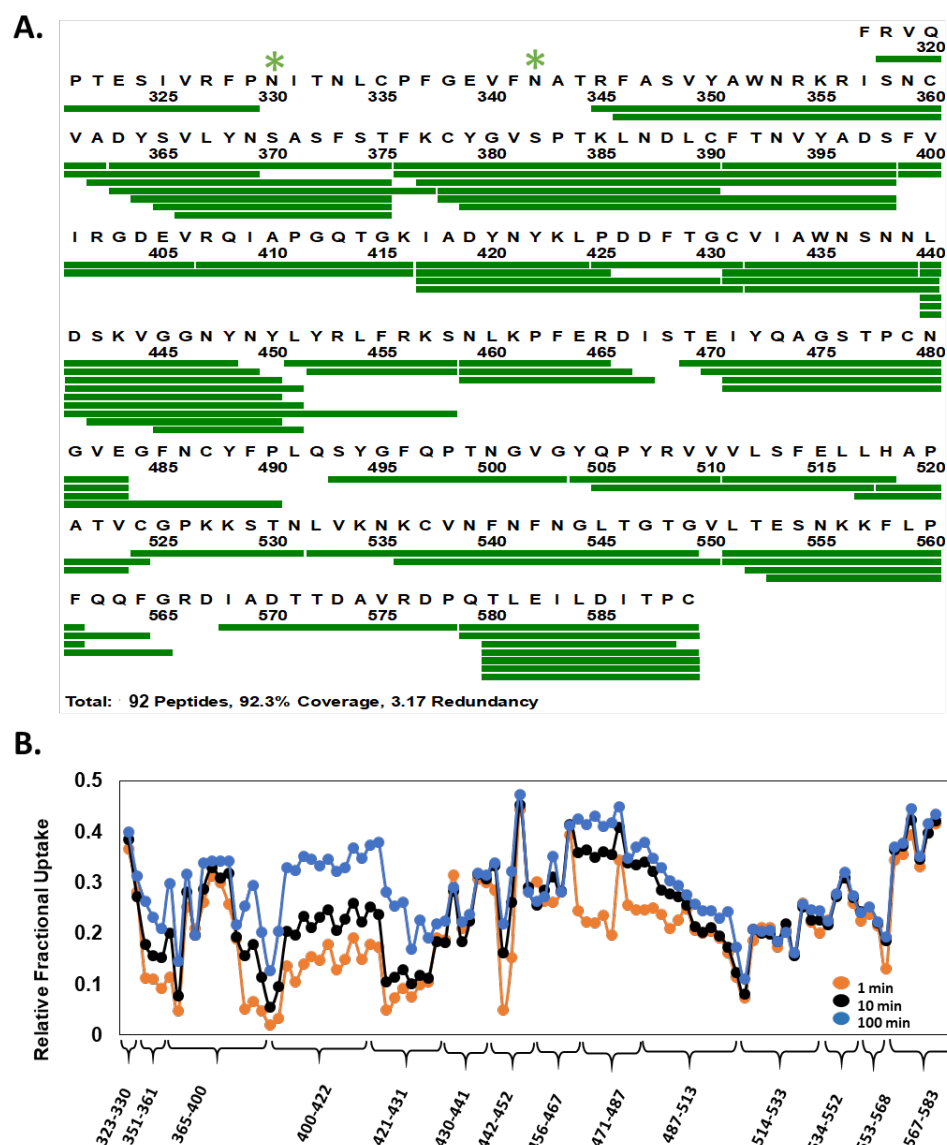 A.
F R V Q
320
* *
P T E S I V R F P N I T N L C P F G E V F N A T R F A S V Y A W N R K R I S N C
325 330 335 340 345 350 355 360
V A D Y S V L Y N S A S F S T F K C Y G V S P T K L N D L C F T N V Y A D S F V
365 370 375 380 385 390 395 400
I R G D E V R Q I A P G Q T G K I A D Y N Y K L P D D F T G C V I A W N S N N L
405 410 415 420 425 430 435 440
D S K V G G N Y N Y L Y R L F R K S N L K P F E R D I S T E I Y Q A G S T P C N
445 450 455 460 465 470 475 480
G V E G F N C Y F P L Q S Y G F Q P T N G V G Y Q P Y R V V V L S F E L L H A P
485 490 495 500 505 510 515 520
A T V C G P K K S T N L V K N K C V N F N F N G L T G T G V L T E S N K K F L P
525 530 535 540 545 550 555 560
F Q Q F G R D I A D T T D A V R D P Q T L E I L D I T P C
565 570 575 580 585
Total: 92 Peptides, 92.3% Coverage, 3.17 Redundancy
B.
Relative Fractional Uptake
0.5
0.4
0.3
0.2
0.1
0
1 min
10 min
100 min
323-330
351-361
365-400
400-422
421-431
430-441
442-452
456-467
471-487
487-513
514-533
534-552
553-568
567-583